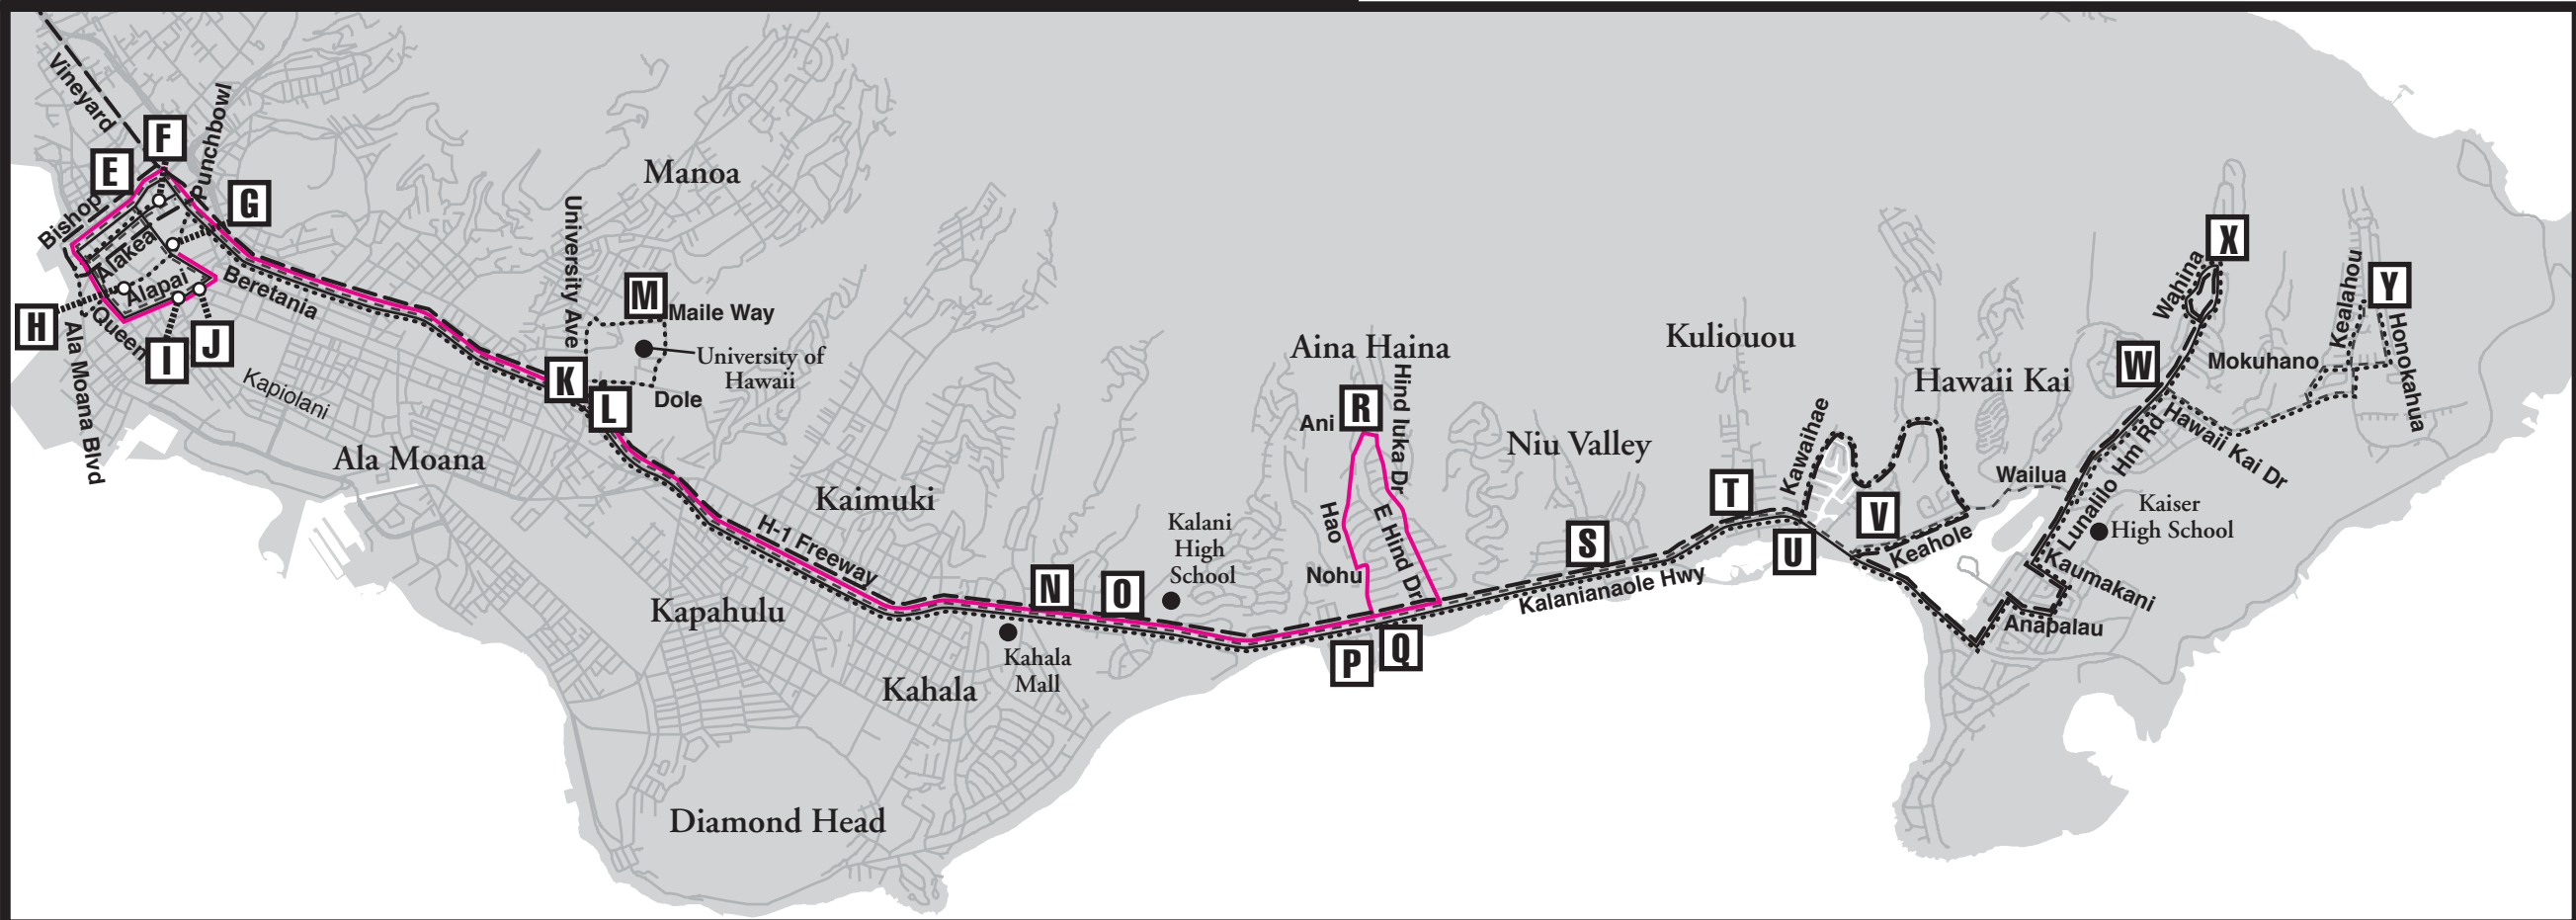 Vineyard
F
Punchbowl
E
G
Bishop
Alakea
Alapai
Beretania
H
Queen
I
J
Ala Moana Blvd
Kapiolani
Ala Moana
Manoa
University Ave
M
Maile Way
University of
Hawaii
K
L
Dole
Kaimuki
H-1 Freeway
Kapahulu
Kahala
Kahala
Mall
Diamond Head
N
O
Kalani
High
School
Aina Haina
Ani
R
Hind Iuka Dr
Hao
E Hind Dr
Nohu
P
Q
Niu Valley
S
Kalanianaole Hwy
Kuliouou
T
U
Kawaihae
V
Keahole
Hawaii Kai
Wailua
Lunalilo Hm Rd
Kaiser
High School
Kaumakani
Anapalau
W
Wahina
X
Mokuhano
Hawaii Kai Dr
Kealahou
Y
Honokahua